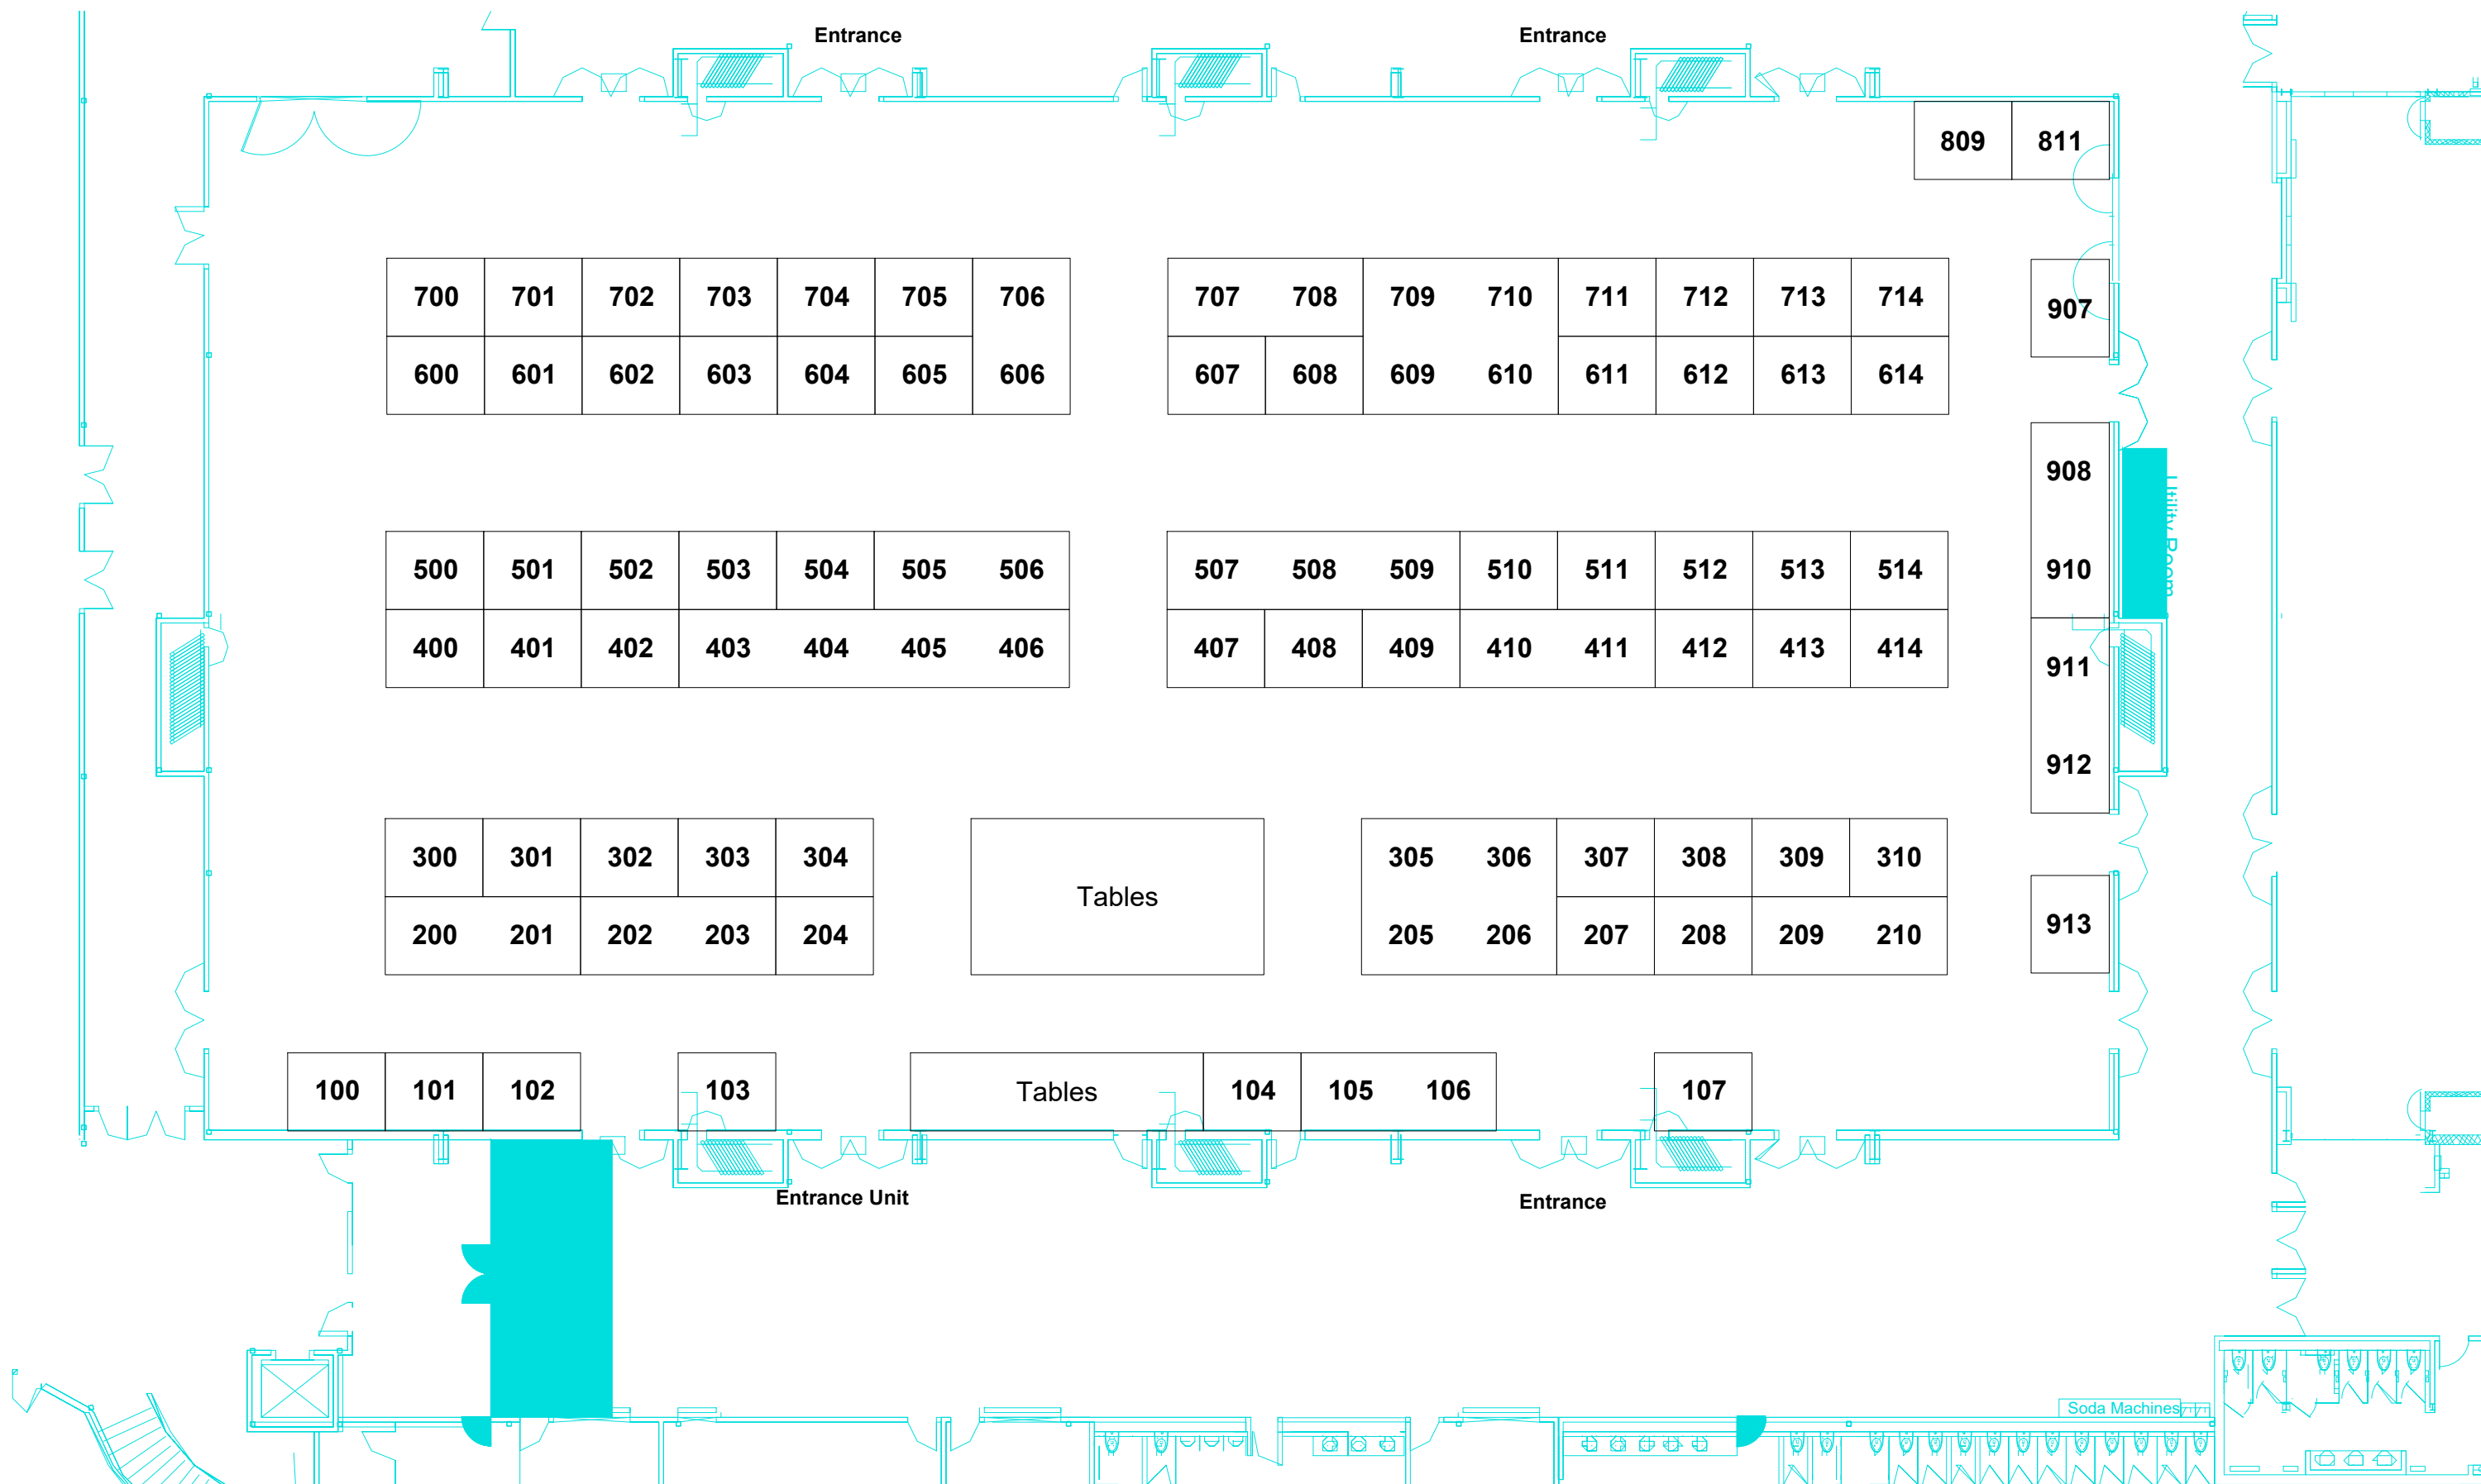 Entrance Entrance
809 811
700 701 702 703 704 705 706 707 708 709 710 711 712 713 714
907
600 601 602 603 604 605 606 607 608 609 610 611 612 613 614
908
Utility Room
500 501 502 503 504 505 506 507 508 509 510 511 512 513 514
910
400 401 402 403 404 405 406 407 408 409 410 411 412 413 414
911
912
300 301 302 303 304 305 306 307 308 309 310
Tables
200 201 202 203 204 205 206 207 208 209 210
913
100 101 102 103 Tables 104 105 106 107
Entrance Unit Entrance
Soda Machines